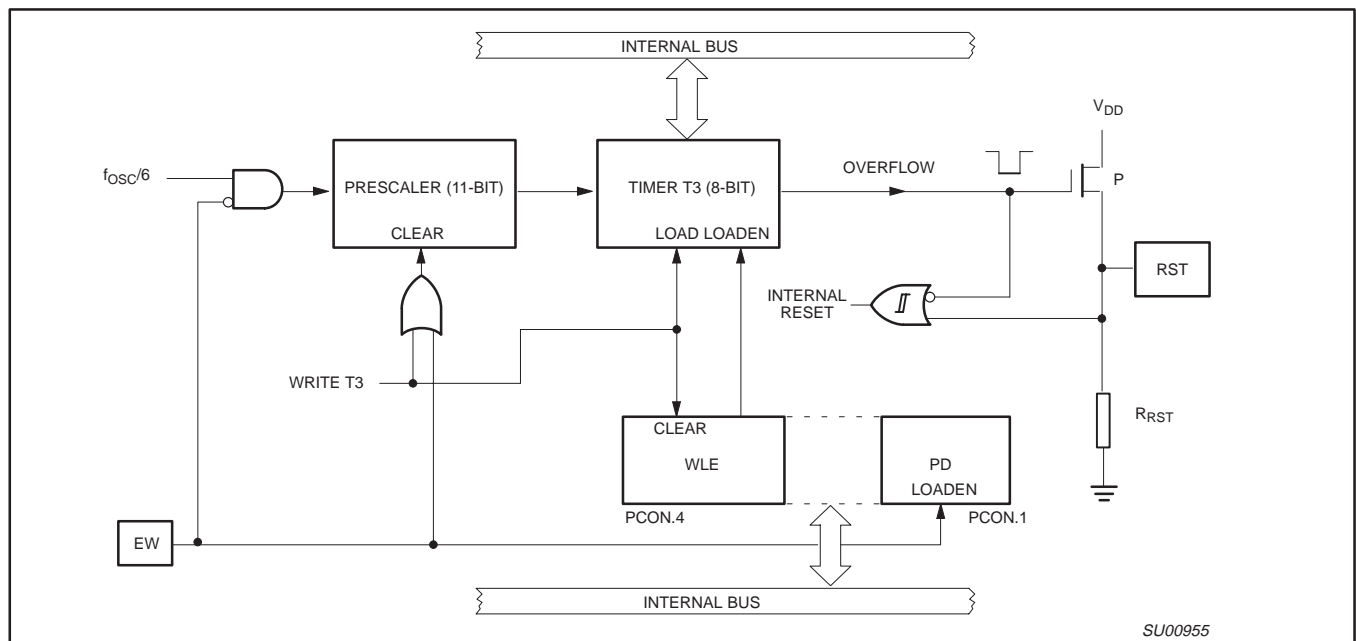 INTERNAL BUS
VDD
fOSC/6
PRESCALER (11-BIT)
CLEAR
TIMER T3 (8-BIT)
LOAD LOADEN
OVERFLOW
P
RST
INTERNAL
RESET
WRITE T3
CLEAR
WLE
PCON.4
PD
LOADEN
PCON.1
RRST
EW
INTERNAL BUS
SU00955